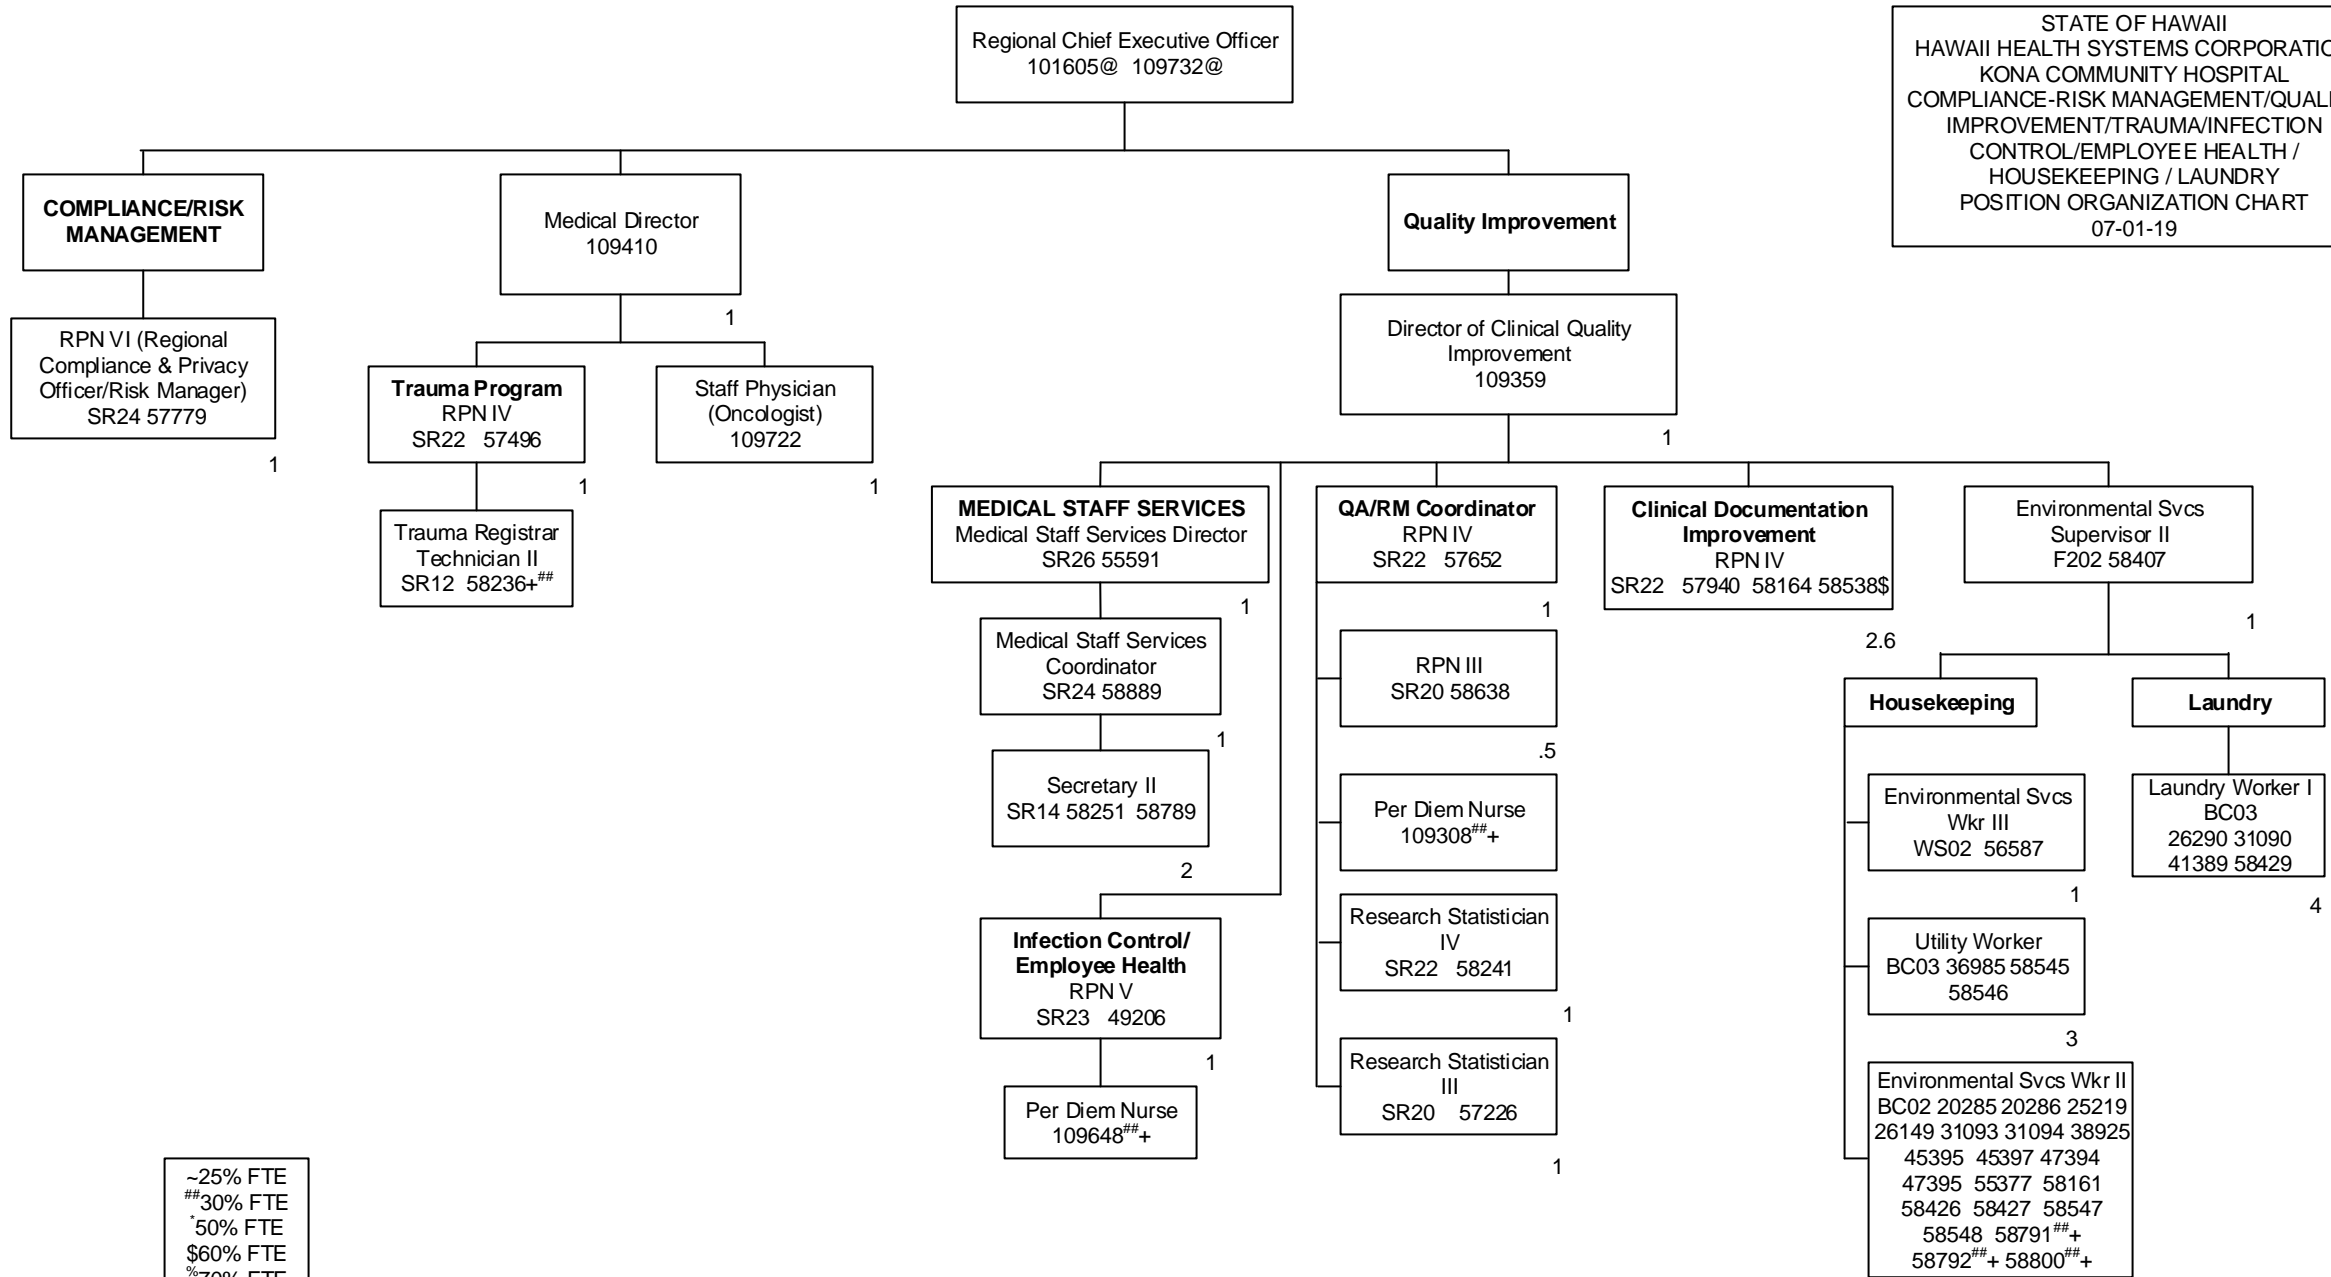 Regional Chief Executive Officer
101605@ 109732@
STATE OF HAWAII
HAWAII HEALTH SYSTEMS
KONA COMMUNITY HOSPITAL
COMPLIANCE-RISK
IMPROVEMENT/TRAUMA/INFECTION
CONTROL/EMPLOYEE HEALTH /
HOUSEKEEPING / LAUNDRY
POSITION ORGANIZATION CHART
07-01-19
COMPLIANCE/RISK
MANAGEMENT
RPN VI (Regional
Compliance & Privacy
Officer/Risk Manager)
SR24 57779
1
Medical Director
109410
1
Trauma Program
RPN IV
SR22 57496
1
Trauma Registrar
Technician II
SR12 58236+##
Staff Physician
(Oncologist)
109722
1
Quality Improvement
Director of Clinical Quality
Improvement
109359
1
MEDICAL STAFF SERVICES
Medical Staff Services Director
SR26 55591
1
Medical Staff Services
Coordinator
SR24 58889
1
Secretary II
SR14 58251 58789
2
Infection Control/
Employee Health
RPN V
SR23 49206
1
Per Diem Nurse
109648##+
QA/RM Coordinator
RPN IV
SR22 57652
1
RPN III
SR20 58638
.5
Per Diem Nurse
109308##+
Research Statistician
IV
SR22 58241
1
Research Statistician
III
SR20 57226
1
Clinical Documentation
Improvement
RPN IV
SR22 57940 58164 58538$
2.6
Environmental Svcs
Supervisor II
F202 58407
1
Housekeeping
Environmental Svcs
Wkr III
WS02 56587
1
Utility Worker
BC03 36985 58545
58546
3
Environmental Svcs Wkr II
BC02 20285 20286 25219
26149 31093 31094 38925
45395 45397 47394
47395 55377 58161
58426 58427 58547
58548 58791##+
58792##+ 58800##+
Laundry
Laundry Worker I
BC03
26290 31090
41389 58429
4
~25% FTE
##30% FTE
*50% FTE
$60% FTE
%70% FTE